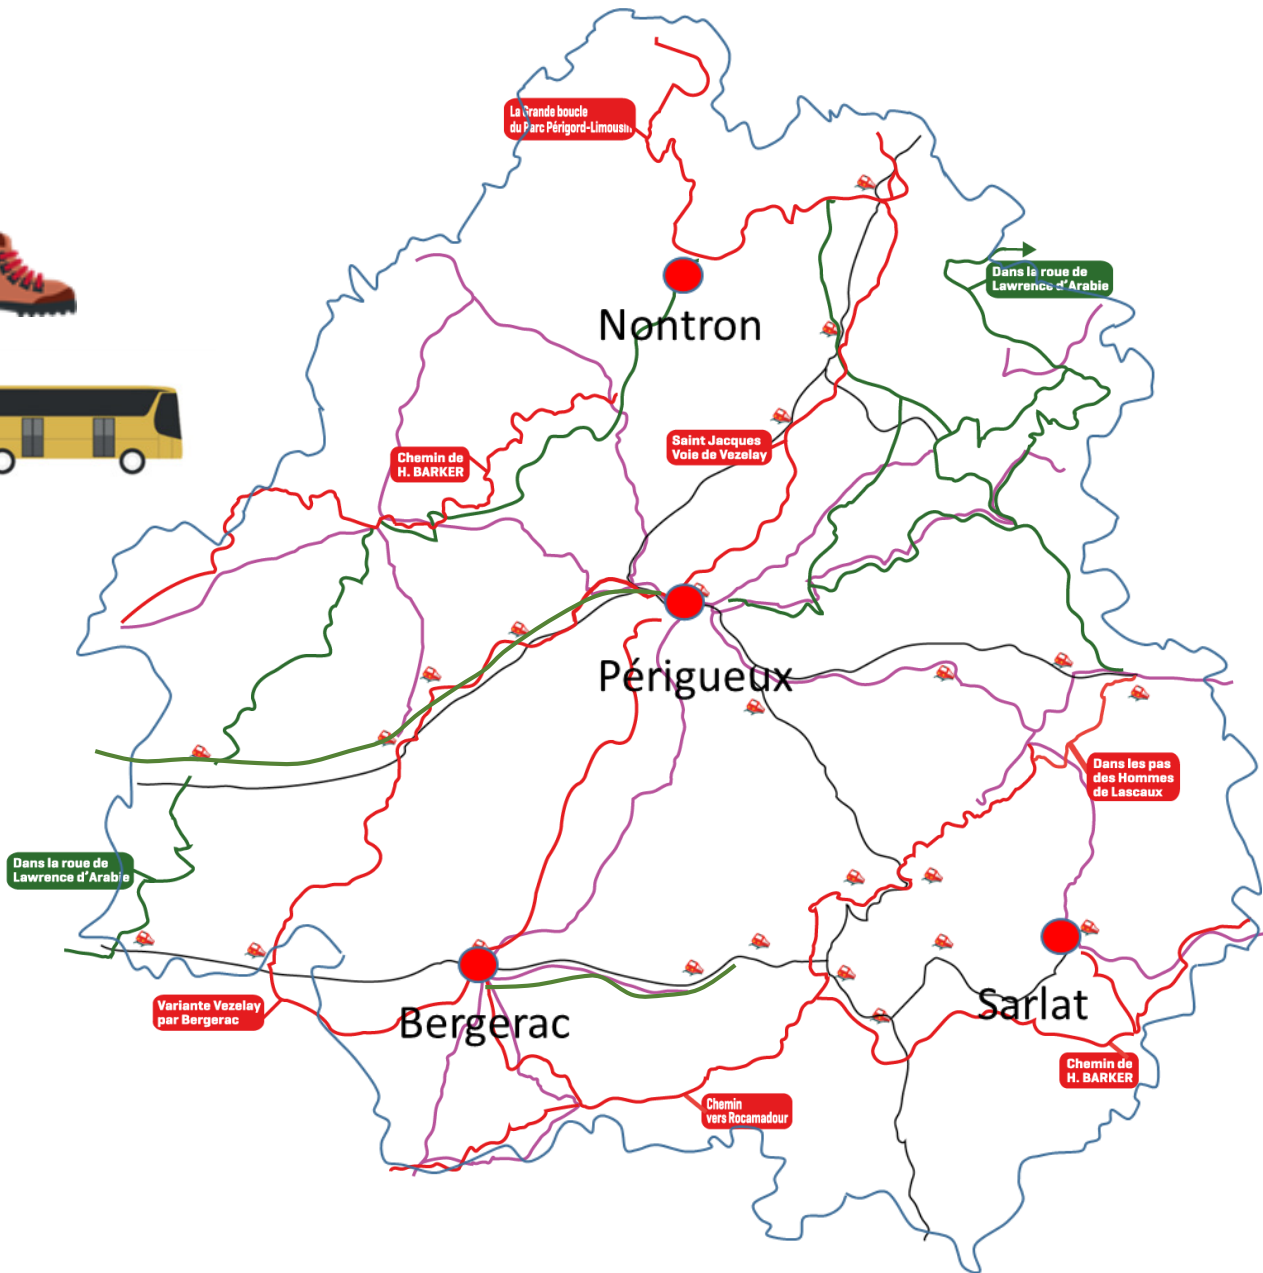 La Grande boucle
du Parc Périgord-Limousin
Dans la roue de
Lawrence d'Arabie
Nontron
Saint Jacques
Voie de Vezelay
Chemin de
H. BARKER
Périgueux
Dans les pas
des Hommes
de Lascaux
Dans la roue de
Lawrence d'Arabie
Variante Vezelay
par Bergerac
Bergerac
Sarlat
Chemin de
H. BARKER
Chemin
vers Rocamadour